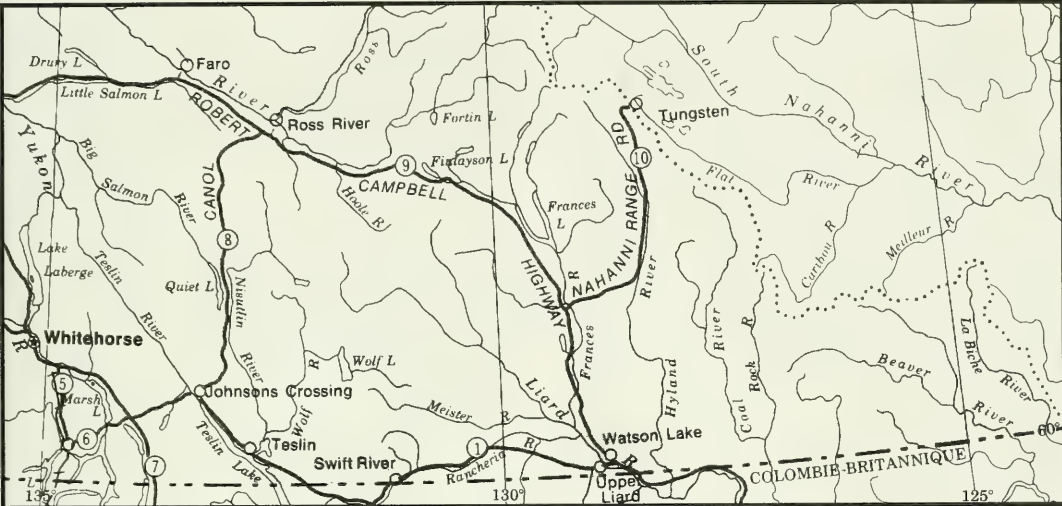 Drury L
Faro
Little Salmon L
River
Ross
ROBERT
Ross River
Fortin L
Tungsten
South
Nahanni
River
Yukon
Big
Salmon
River
CANOL
8
9
CAMPBELL
Finlayson L
Hoole R
Frances
L
HIGHWAY
NAHANNI RANGE RD
10
Flat
River
Caribou R
Meilleur R
Lake
Laberge
Teslin
River
Quiet L
Nisutlin
River
R
Whitehorse
R
5
Marsh
L
6
7
Johnsons Crossing
Teslin
Lake
Teslin
Wolf
R
Wolf L
Meister R
Liard
R
Frances
River
Hyland
River
Coal
Rock R
Beaver
River
La Biche
River
Swift River
1
Rancheria R
Watson Lake
R
Upper
Liard
COLOMBIE-BRITANNIQUE
60°
135°
130°
125°